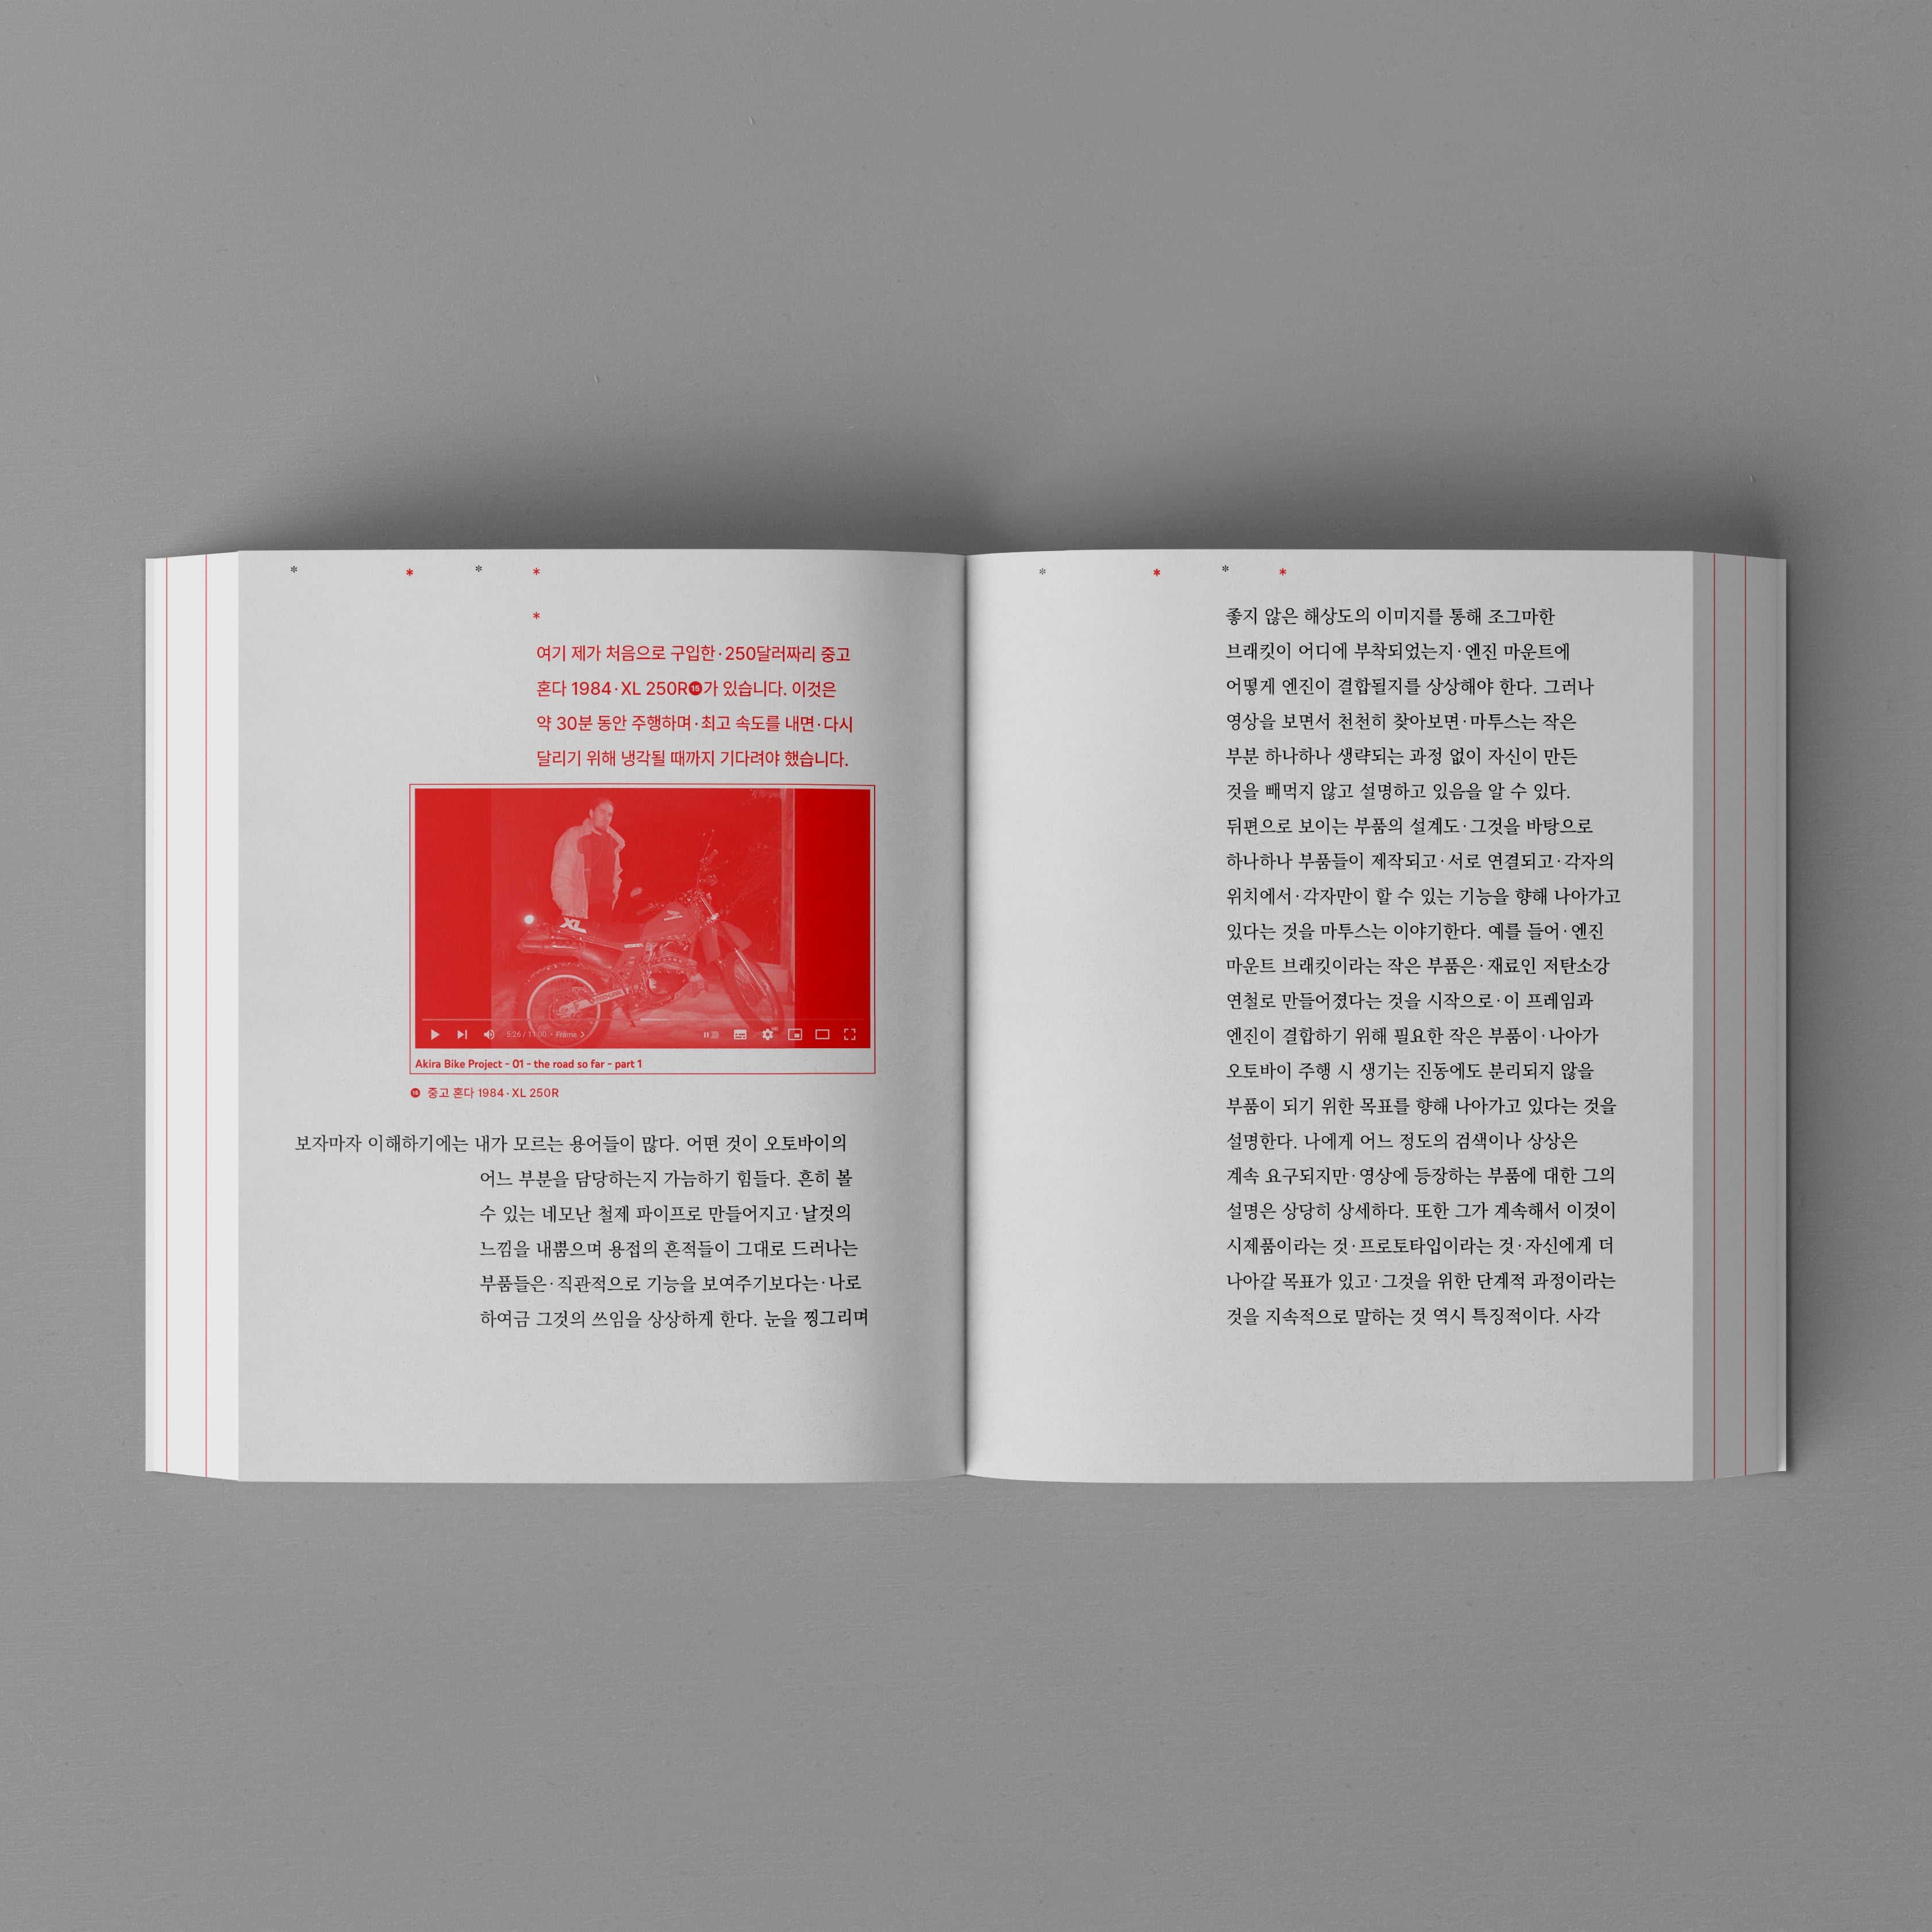 * * * *
*
여기 제가 처음으로 구입한·250달러짜리 중고
혼다 1984·XL 250R⓯가 있습니다. 이것은
약 30분 동안 주행하며·최고 속도를 내면·다시
달리기 위해 냉각될 때까지 기다려야 했습니다.
XL
5:26 / 11:00 • Frame >
Akira Bike Project - 01 - the road so far - part 1
⓯ 중고 혼다 1984·XL 250R
보자마자 이해하기에는 내가 모르는 용어들이 많다. 어떤 것이 오토바이의
어느 부분을 담당하는지 가늠하기 힘들다. 흔히 볼
수 있는 네모난 철제 파이프로 만들어지고·날것의
느낌을 내뿜으며 용접의 흔적들이 그대로 드러나는
부품들은·직관적으로 기능을 보여주기보다는·나로
하여금 그것의 쓰임을 상상하게 한다. 눈을 찡그리며
* * * *
좋지 않은 해상도의 이미지를 통해 조그마한
브래킷이 어디에 부착되었는지·엔진 마운트에
어떻게 엔진이 결합될지를 상상해야 한다. 그러나
영상을 보면서 천천히 찾아보면·마투스는 작은
부분 하나하나 생략되는 과정 없이 자신이 만든
것을 빼먹지 않고 설명하고 있음을 알 수 있다.
뒤편으로 보이는 부품의 설계도·그것을 바탕으로
하나하나 부품들이 제작되고·서로 연결되고·각자의
위치에서·각자만이 할 수 있는 기능을 향해 나아가고
있다는 것을 마투스는 이야기한다. 예를 들어·엔진
마운트 브래킷이라는 작은 부품은·재료인 저탄소강
연철로 만들어졌다는 것을 시작으로·이 프레임과
엔진이 결합하기 위해 필요한 작은 부품이·나아가
오토바이 주행 시 생기는 진동에도 분리되지 않을
부품이 되기 위한 목표를 향해 나아가고 있다는 것을
설명한다. 나에게 어느 정도의 검색이나 상상은
계속 요구되지만·영상에 등장하는 부품에 대한 그의
설명은 상당히 상세하다. 또한 그가 계속해서 이것이
시제품이라는 것·프로토타입이라는 것·자신에게 더
나아갈 목표가 있고·그것을 위한 단계적 과정이라는
것을 지속적으로 말하는 것 역시 특징적이다. 사각